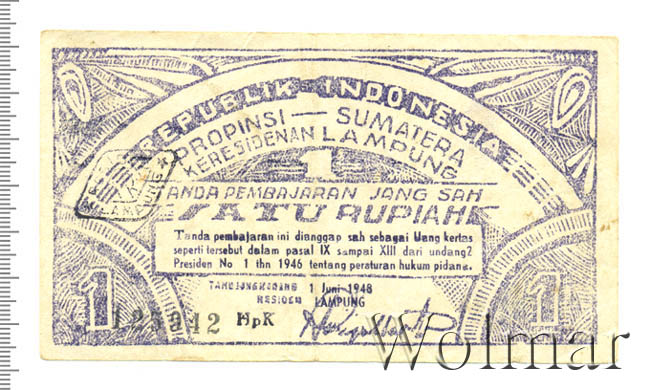 REPUBLIK INDONESIA
PROPINSI — SUMATERA
KERESIDENAN LAMPUNG
1
TANDA PEMBAJARAN JANG SAH
SATU RUPIAH
Tanda pembajaran ini dianggap sah sebagai Uang kertas
seperti tersebut dalam pasal IX sampai XIII dari undang2
Presiden No. 1 thn 1946 tentang peraturan hukum pidana.
TANDJUNGKARANG 1 Juni 1948
RESIDEN LAMPUNG
1 125342 HpK 1
Wolmar